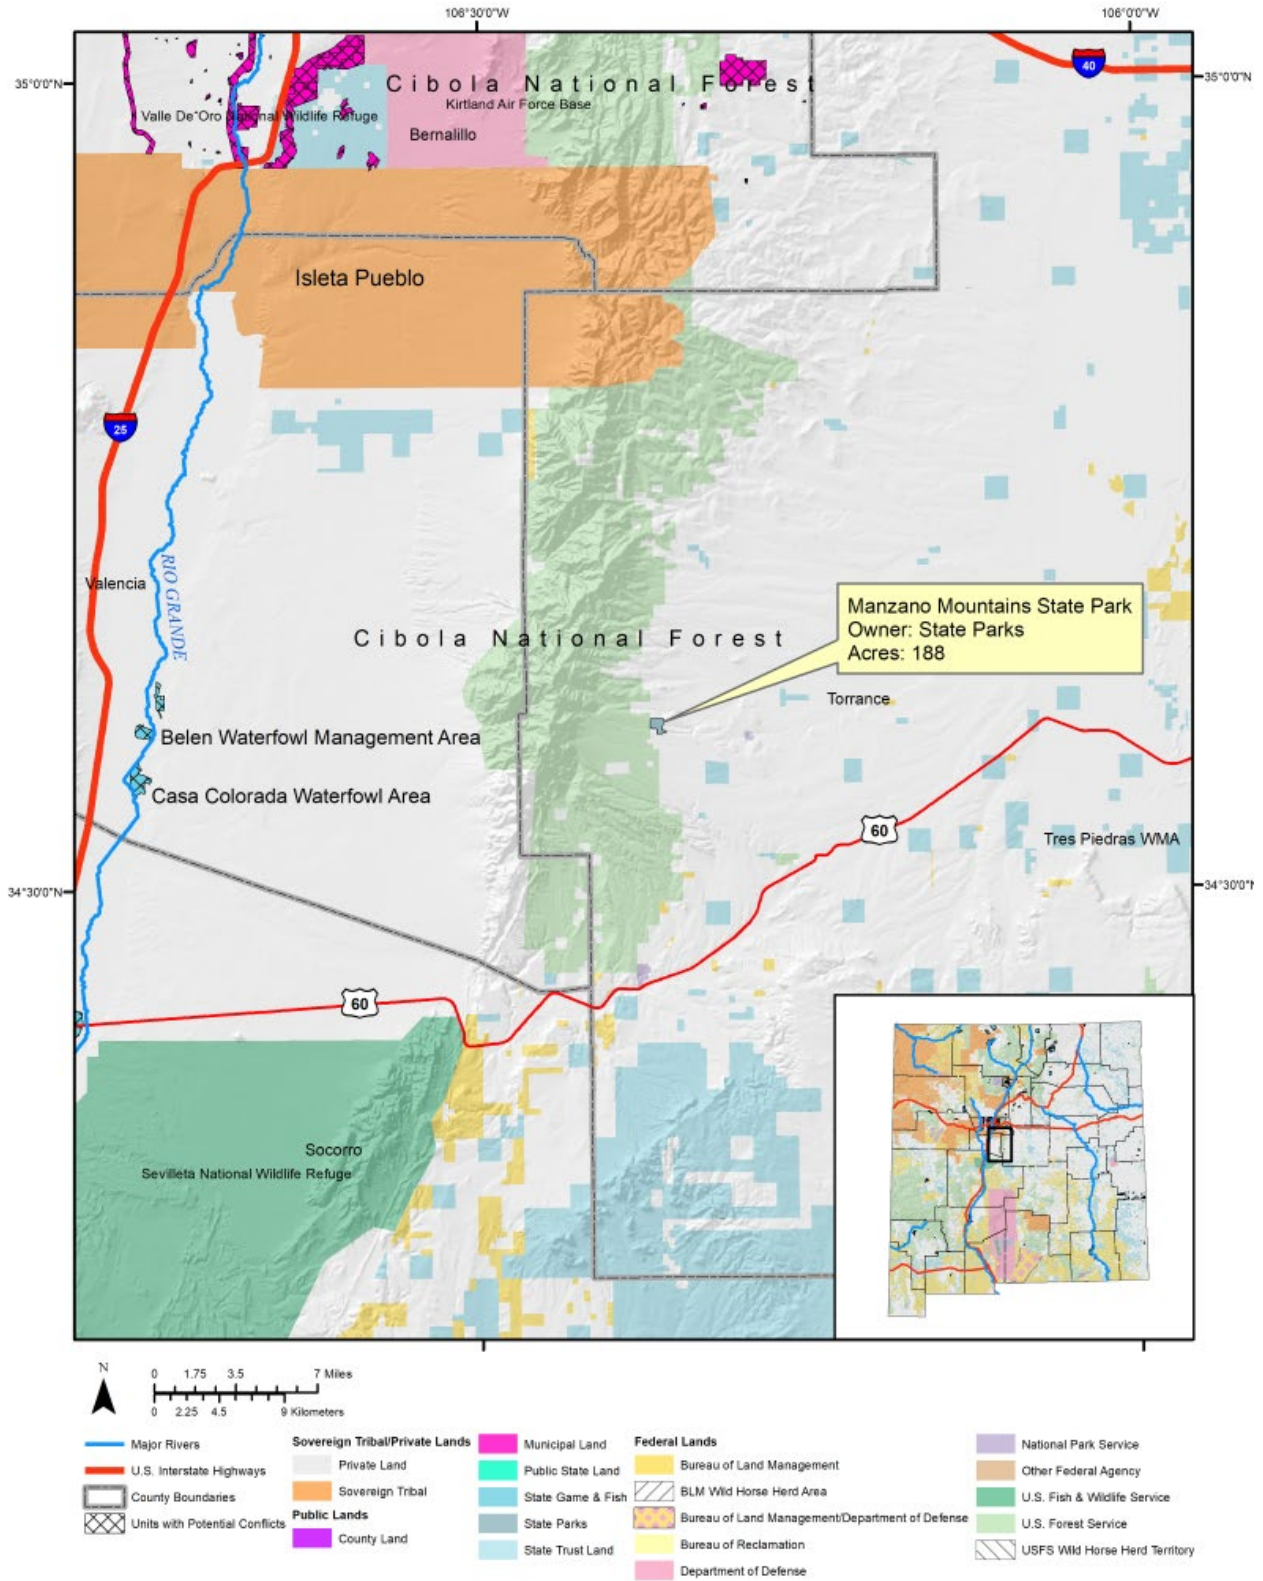 106°30'0"W
106°0'0"W
35°0'0"N
35°0'0"N
40
Cibola National Forest
Kirtland Air Force Base
Valle De Oro National Wildlife Refuge
Bernalillo
Isleta Pueblo
25
Valencia
RIO GRANDE
Manzano Mountains State Park
Owner: State Parks
Acres: 188
Cibola National Forest
Torrance
Belen Waterfowl Management Area
Casa Colorada Waterfowl Area
60
Tres Piedras WMA
34°30'0"N
34°30'0"
60
Socorro
Sevilleta National Wildlife Refuge
N
0 1.75 3.5 7 Miles
0 2.25 4.5 9 Kilometers
Major Rivers
U.S. Interstate Highways
County Boundaries
Units with Potential Conflicts
Sovereign Tribal/Private Lands
Private Land
Sovereign Tribal
Public Lands
County Land
Municipal Land
Public State Land
State Game & Fish
State Parks
State Trust Land
Federal Lands
Bureau of Land Management
BLM Wild Horse Herd Area
Bureau of Land Management/Department of Defense
Bureau of Reclamation
Department of Defense
National Park Service
Other Federal Agency
U.S. Fish & Wildlife Service
U.S. Forest Service
USFS Wild Horse Herd Territory